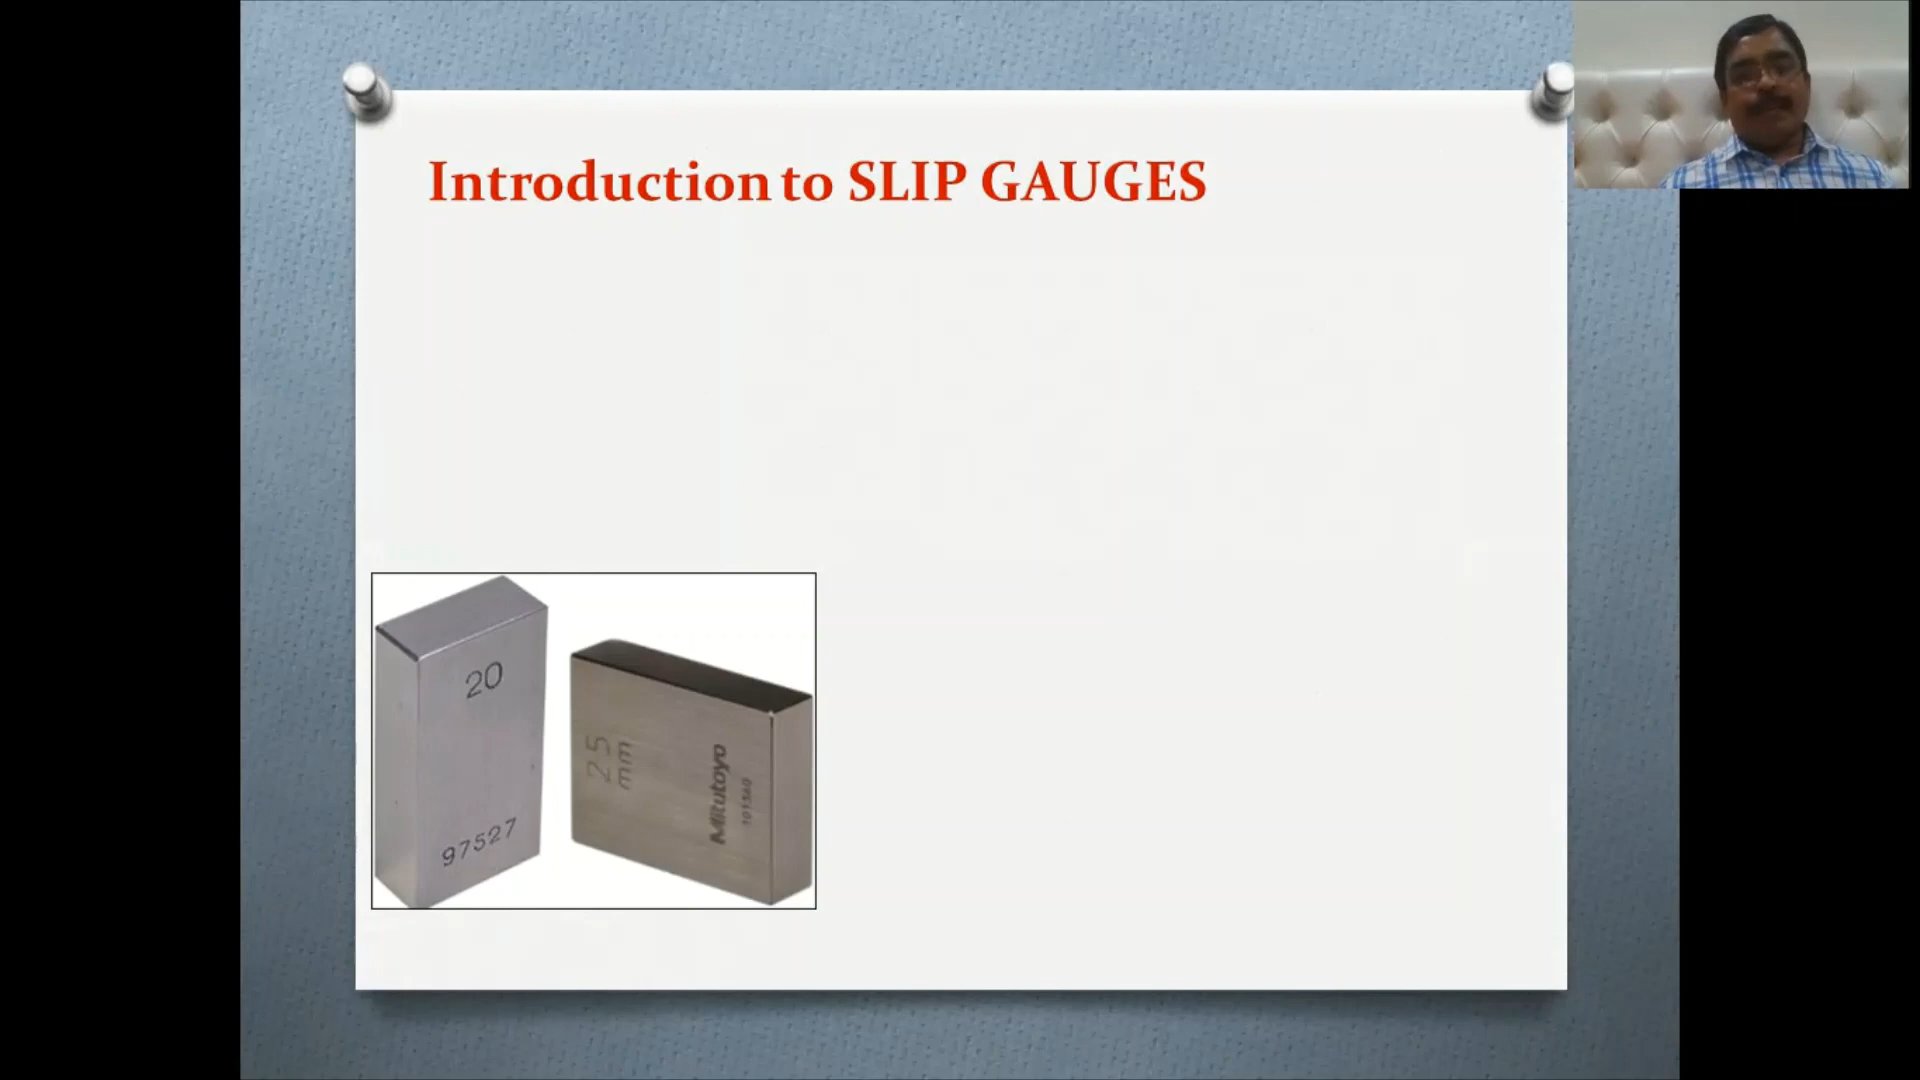 Introduction to SLIP GAUGES
20
97527
25
mm
Mitutoyo